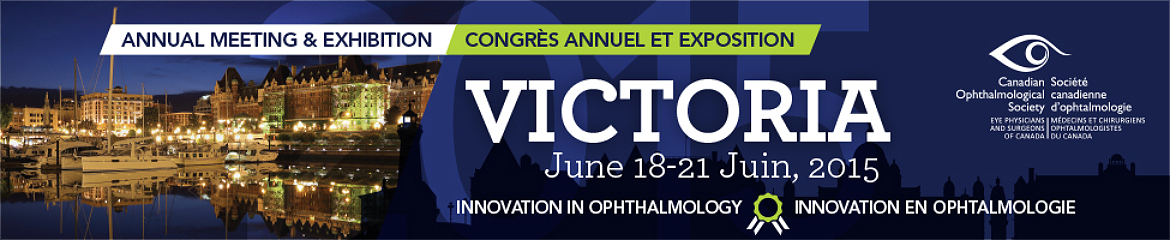 ANNUAL MEETING & EXHIBITION
CONGRÈS ANNUEL ET EXPOSITION
2015
VICTORIA
June 18-21 Juin, 2015
INNOVATION IN OPHTHALMOLOGY
INNOVATION EN OPHTALMOLOGIE
Canadian Société
Ophthalmological canadienne
Society d'ophtalmologie
EYE PHYSICIANS MÉDECINS ET CHIRURGIENS
AND SURGEONS OPHTALMOLOGISTES
OF CANADA DU CANADA